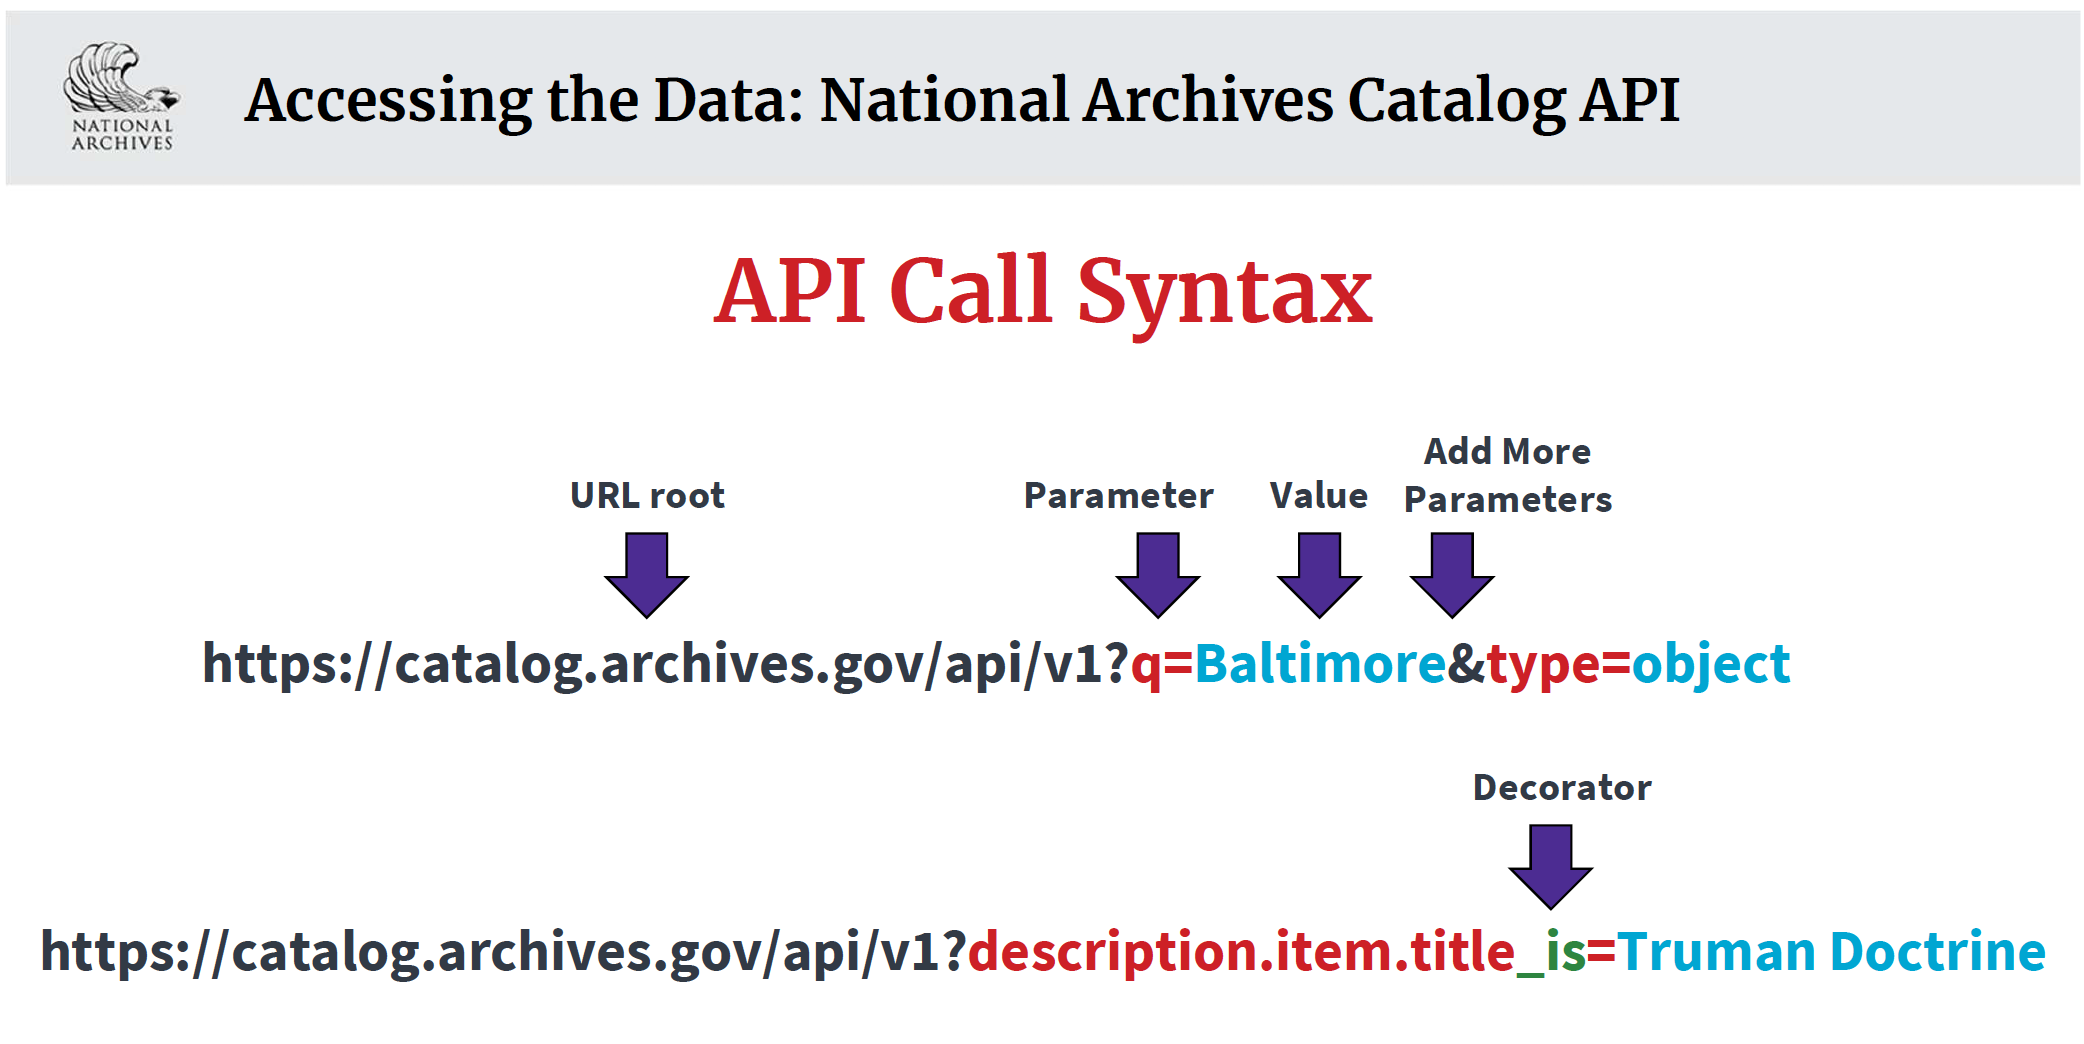 NATIONAL
ARCHIVES
Accessing the Data: National Archives Catalog API
API Call Syntax
URL root
Parameter
Value
Add More
Parameters
https://catalog.archives.gov/api/v1?q=Baltimore&type=object
Decorator
https://catalog.archives.gov/api/v1?description.item.title_is=Truman Doctrine